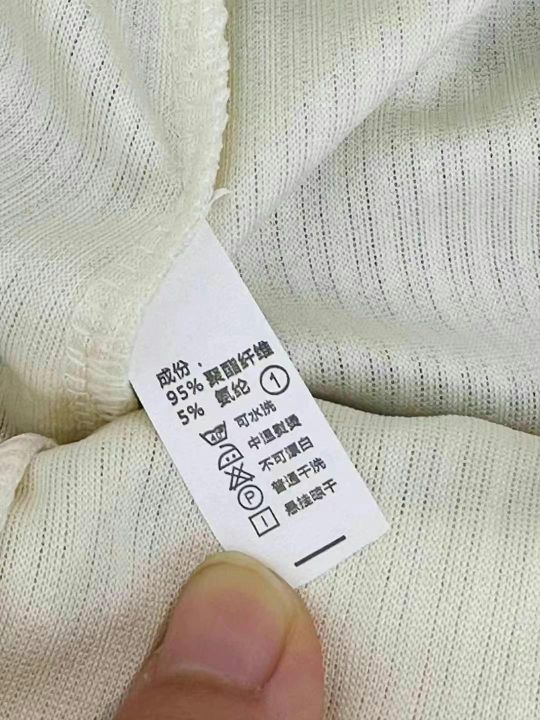 成份：
95% 聚酯纤维
5% 氨纶 ①
40 可水洗
中温熨烫
不可漂白
P 普通干洗
悬挂晾干